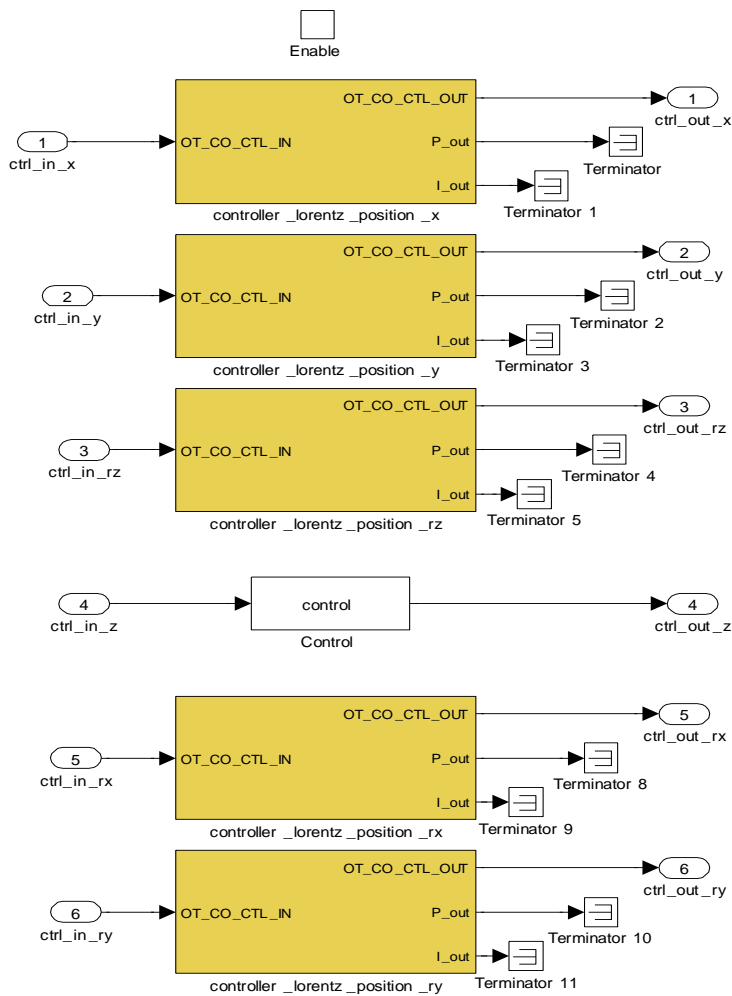 Enable
OT_CO_CTL_OUT
1
ctrl_out_x
1
ctrl_in_x
OT_CO_CTL_IN
P_out
Terminator
I_out
Terminator 1
controller _lorentz _position _x
OT_CO_CTL_OUT
2
ctrl_out_y
2
ctrl_in_y
OT_CO_CTL_IN
P_out
Terminator 2
I_out
Terminator 3
controller _lorentz _position _y
OT_CO_CTL_OUT
3
ctrl_out_rz
3
ctrl_in_rz
OT_CO_CTL_IN
P_out
Terminator 4
I_out
Terminator 5
controller _lorentz _position _rz
4
ctrl_in_z
control
Control
4
ctrl_out_z
OT_CO_CTL_OUT
5
ctrl_out_rx
5
ctrl_in_rx
OT_CO_CTL_IN
P_out
Terminator 8
I_out
Terminator 9
controller _lorentz _position _rx
OT_CO_CTL_OUT
6
ctrl_out_ry
6
ctrl_in_ry
OT_CO_CTL_IN
P_out
Terminator 10
I_out
Terminator 11
controller _lorentz _position _ry